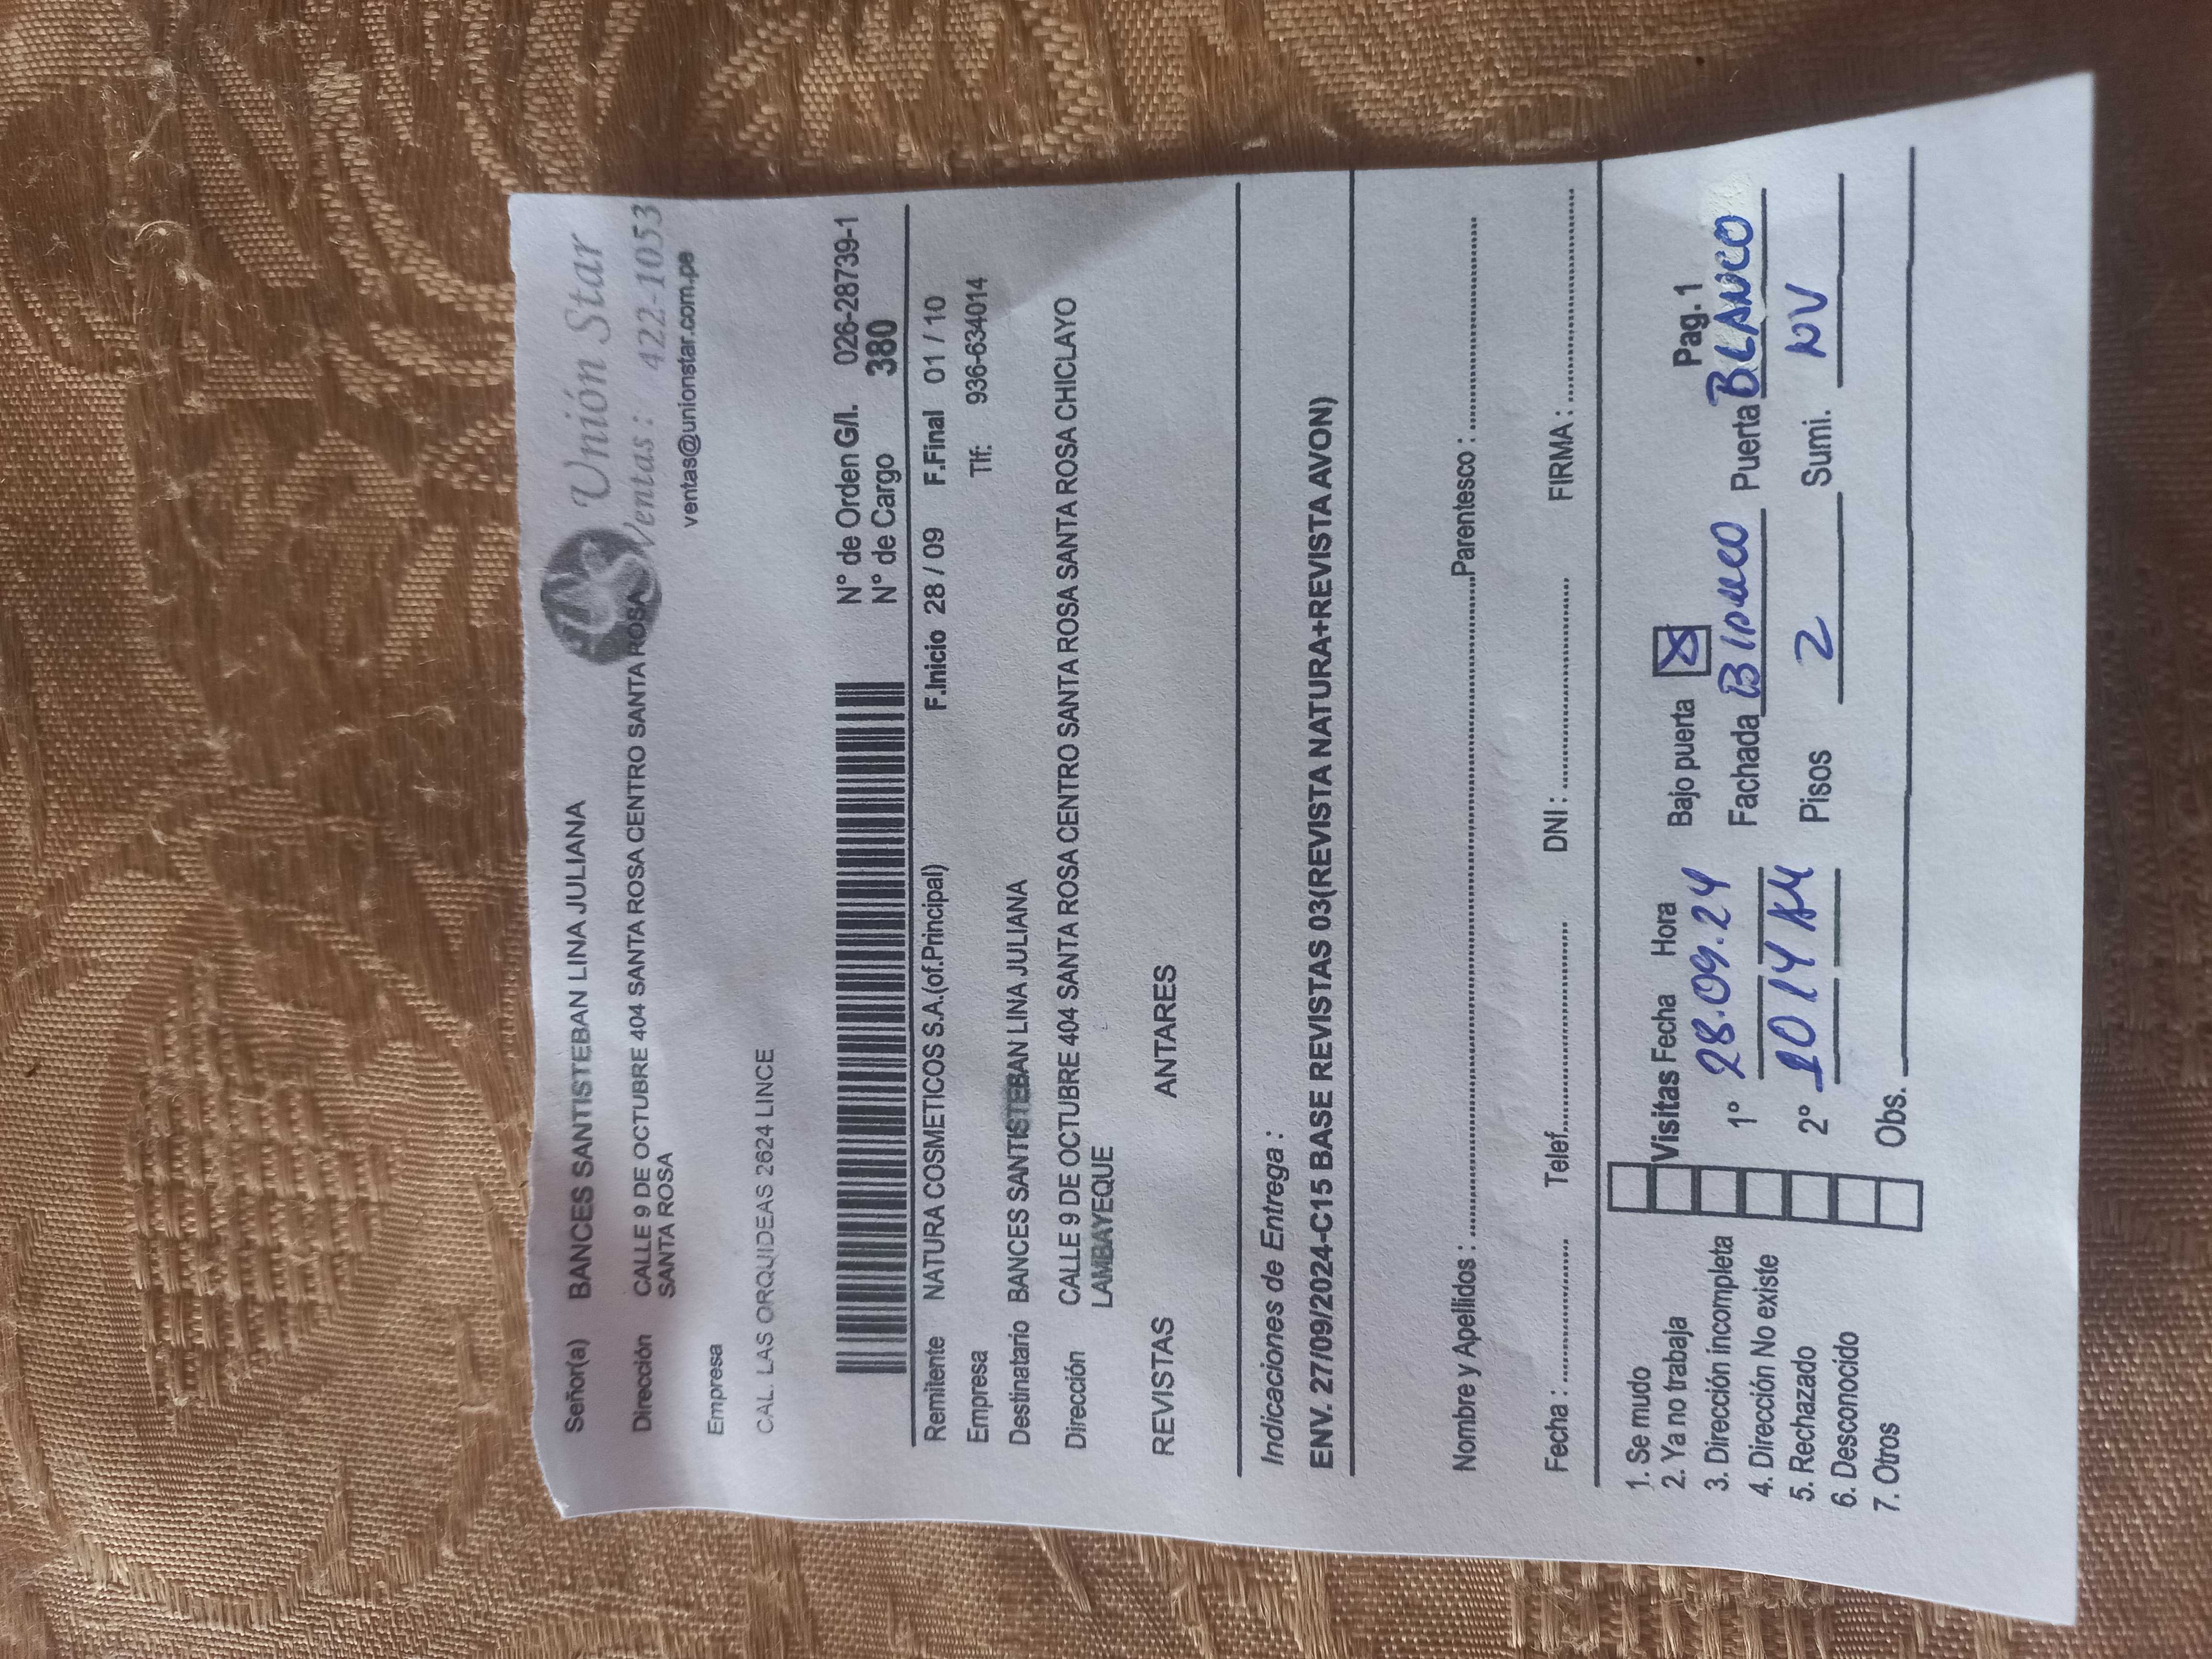 Señor(a) BANCES SANTISTEBAN LINA JULIANA
Unión Star
Dirección CALLE 9 DE OCTUBRE 404 SANTA ROSA CENTRO SANTA ROSA
SANTA ROSA
Ventas : 422-1053
ventas@unionstar.com.pe
Empresa
CAL. LAS ORQUIDEAS 2624 LINCE
N° de Orden G/I. 026-28739-1
N° de Cargo 380
Remitente NATURA COSMETICOS S.A.(of.Principal) F.Inicio 28 / 09 F.Final 01 / 10
Empresa Tlf: 936-634014
Destinatario BANCES SANTISTEBAN LINA JULIANA
Dirección CALLE 9 DE OCTUBRE 404 SANTA ROSA CENTRO SANTA ROSA SANTA ROSA SANTA ROSA CHICLAYO
LAMBAYEQUE
REVISTAS ANTARES
Indicaciones de Entrega :
ENV. 27/09/2024-C15 BASE REVISTAS 03(REVISTA NATURA+REVISTA AVON)
Nombre y Apellidos : Parentesco :
Fecha : Telef. DNI : FIRMA :
1. Se mudo
2. Ya no trabaja
3. Dirección incompleta
4. Dirección No existe
5. Rechazado
6. Desconocido
7. Otros
Visitas Fecha Hora
1° 28.09.24
2° 10 14 AM
Obs.
Bajo puerta X Pag.1
Fachada Puerta BLANCO
Pisos 2 Sumi. NV